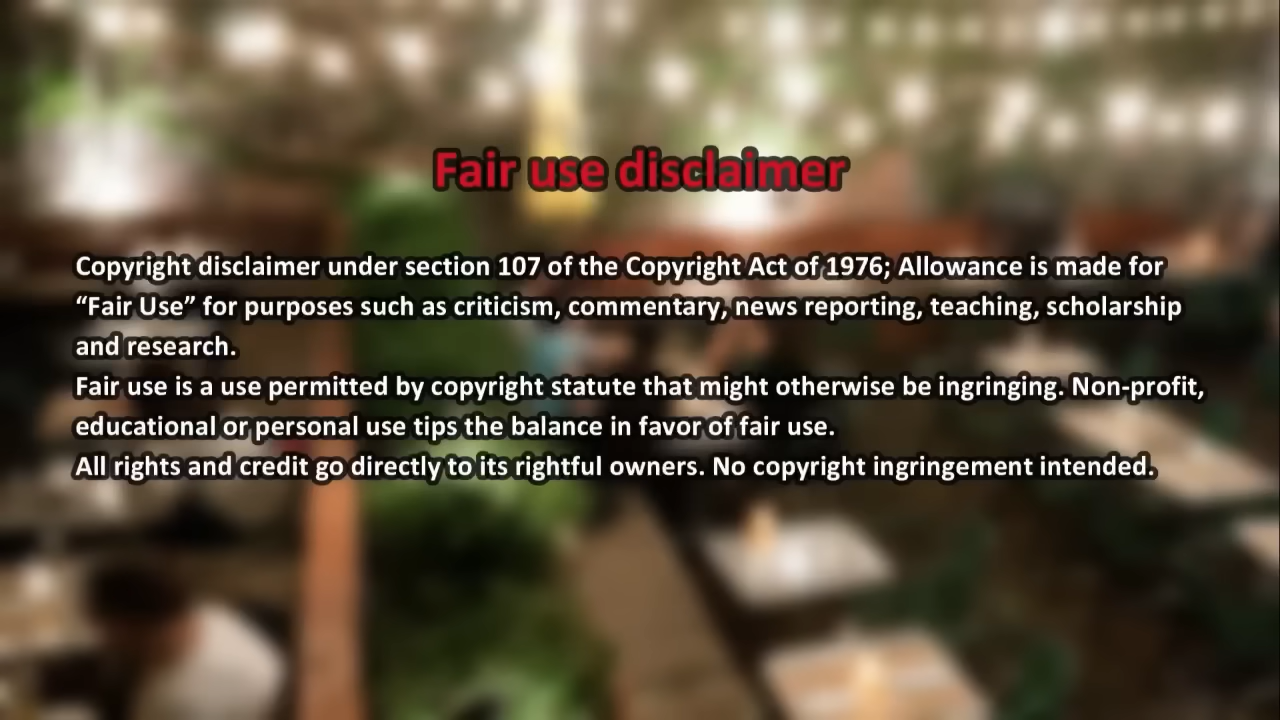 Fair use disclaimer
Copyright disclaimer under section 107 of the Copyright Act of 1976; Allowance is made for
“Fair Use” for purposes such as criticism, commentary, news reporting, teaching, scholarship
and research.
Fair use is a use permitted by copyright statute that might otherwise be ingringing. Non-profit,
educational or personal use tips the balance in favor of fair use.
All rights and credit go directly to its rightful owners. No copyright ingringement intended.